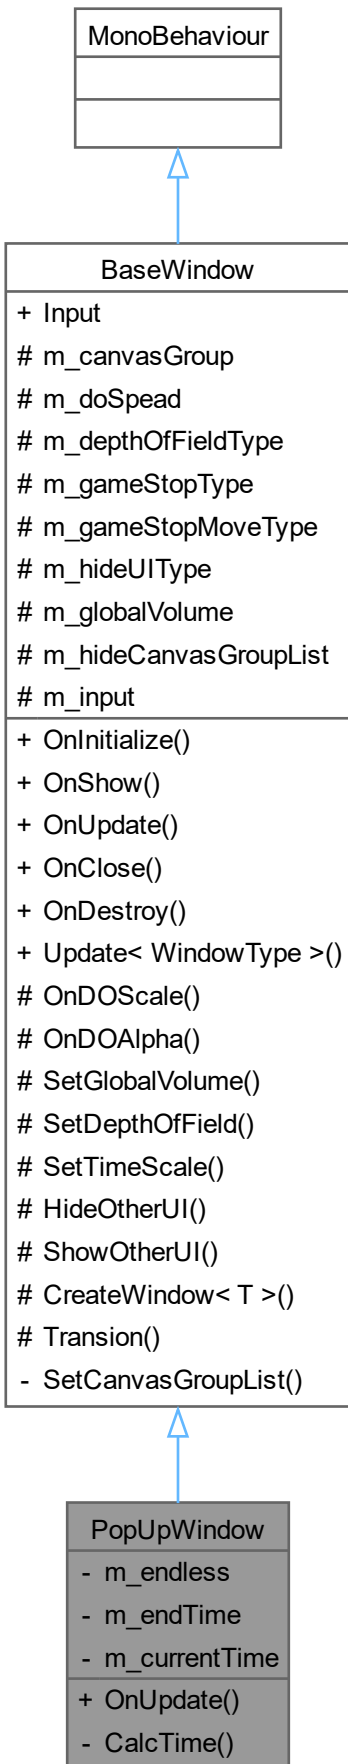 MonoBehaviour
BaseWindow
+ Input
# m_canvasGroup
# m_doSpead
# m_depthOfFieldType
# m_gameStopType
# m_gameStopMoveType
# m_hideUIType
# m_globalVolume
# m_hideCanvasGroupList
# m_input
+ OnInitialize()
+ OnShow()
+ OnUpdate()
+ OnClose()
+ OnDestroy()
+ Update< WindowType >()
# OnDOScale()
# OnDOAlpha()
# SetGlobalVolume()
# SetDepthOfField()
# SetTimeScale()
# HideOtherUI()
# ShowOtherUI()
# CreateWindow< T >()
# Transion()
- SetCanvasGroupList()
PopUpWindow
- m_endless
- m_endTime
- m_currentTime
+ OnUpdate()
- CalcTime()